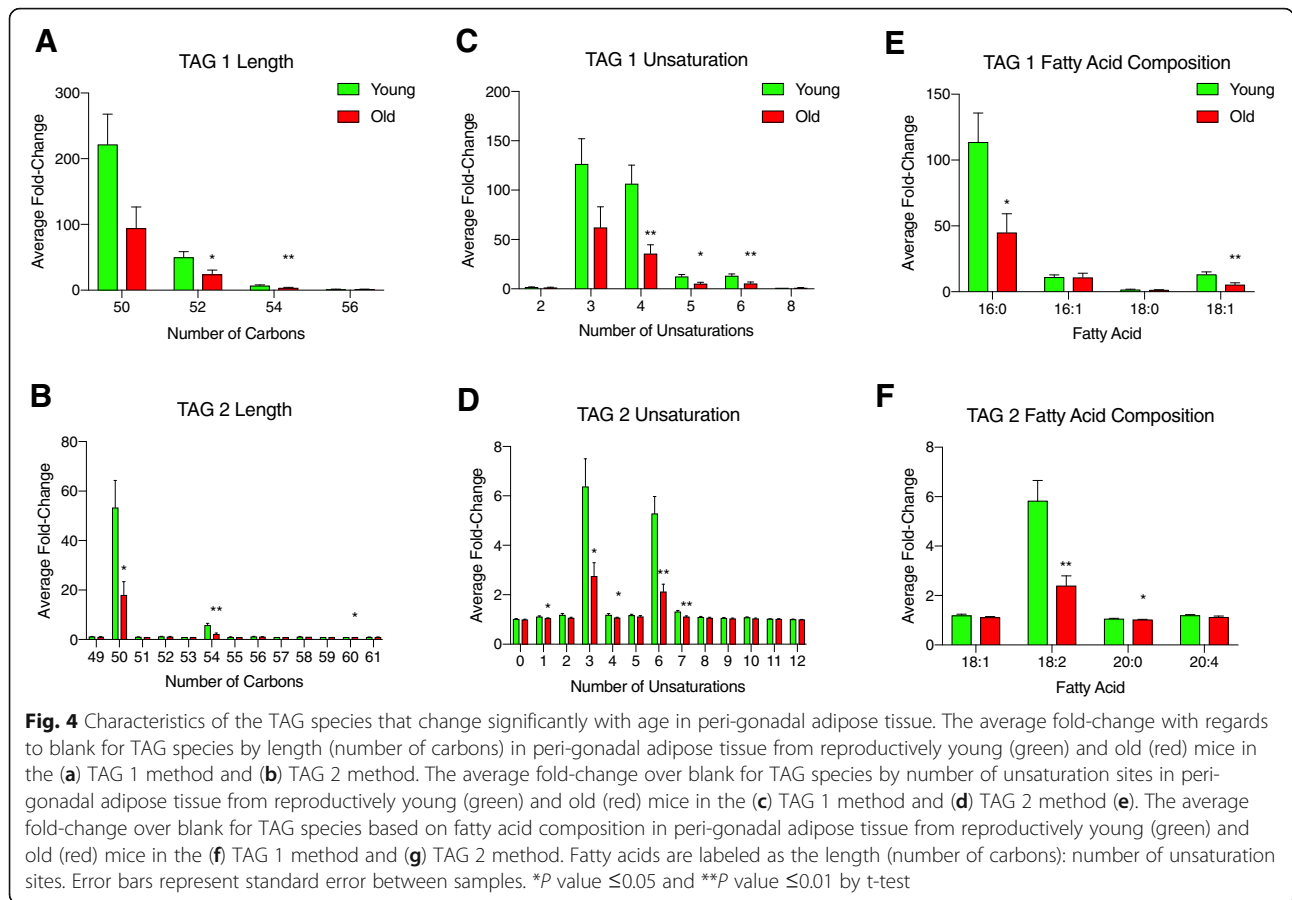 A
TAG 1 Length
Young
Old
Average Fold-Change
300
200
100
0
*
**
50 52 54 56
Number of Carbons
C
TAG 1 Unsaturation
Young
Old
Average Fold-Change
200
150
100
50
0
**
*
**
2 3 4 5 6 8
Number of Unsaturations
E
TAG 1 Fatty Acid Composition
Young
Old
Average Fold-Change
150
100
50
0
*
**
16:0 16:1 18:0 18:1
Fatty Acid
B
TAG 2 Length
Average Fold-Change
80
60
40
20
0
*
**
*
49 50 51 52 53 54 55 56 57 58 59 60 61
Number of Carbons
D
TAG 2 Unsaturation
Average Fold-Change
8
6
4
2
0
*
*
*
**
**
0 1 2 3 4 5 6 7 8 9 10 11 12
Number of Unsaturations
F
TAG 2 Fatty Acid Composition
Average Fold-Change
8
6
4
2
0
**
*
18:1 18:2 20:0 20:4
Fatty Acid
Fig. 4 Characteristics of the TAG species that change significantly with age in peri-gonadal adipose tissue. The average fold-change with regards
to blank for TAG species by length (number of carbons) in peri-gonadal adipose tissue from reproductively young (green) and old (red) mice in
the (a) TAG 1 method and (b) TAG 2 method. The average fold-change over blank for TAG species by number of unsaturation sites in peri-
gonadal adipose tissue from reproductively young (green) and old (red) mice in the (c) TAG 1 method and (d) TAG 2 method (e). The average
fold-change over blank for TAG species based on fatty acid composition in peri-gonadal adipose tissue from reproductively young (green) and
old (red) mice in the (f) TAG 1 method and (g) TAG 2 method. Fatty acids are labeled as the length (number of carbons): number of unsaturation
sites. Error bars represent standard error between samples. *P value ≤0.05 and **P value ≤0.01 by t-test